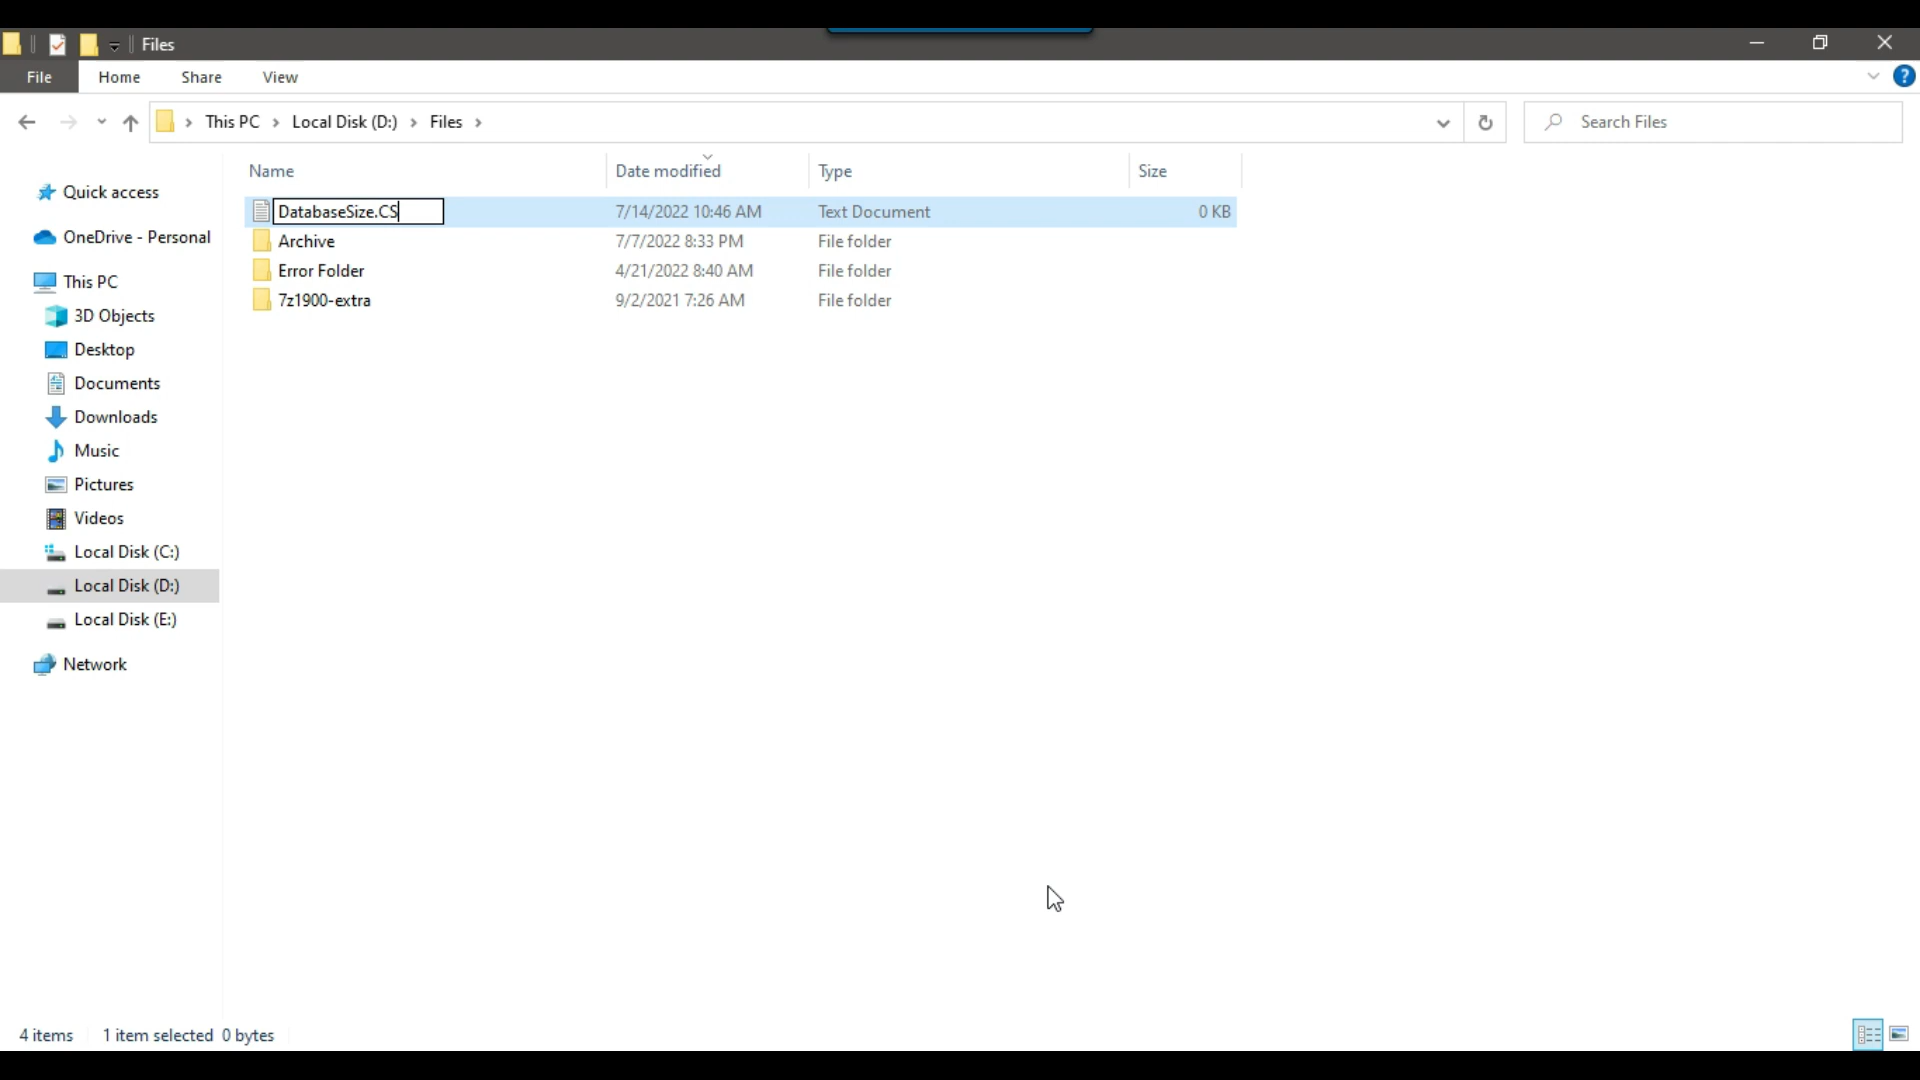 Files
File Home Share View ?
This PC Local Disk (D:) Files Search Files
Name Date modified Type Size
DatabaseSize.CS 7/14/2022 10:46 AM Text Document 0 KB
Archive 7/7/2022 8:33 PM File folder
Error Folder 4/21/2022 8:40 AM File folder
7z1900-extra 9/2/2021 7:26 AM File folder
Quick access
OneDrive - Personal
This PC
3D Objects
Desktop
Documents
Downloads
Music
Pictures
Videos
Local Disk (C:)
Local Disk (D:)
Local Disk (E:)
Network
4 items 1 item selected 0 bytes